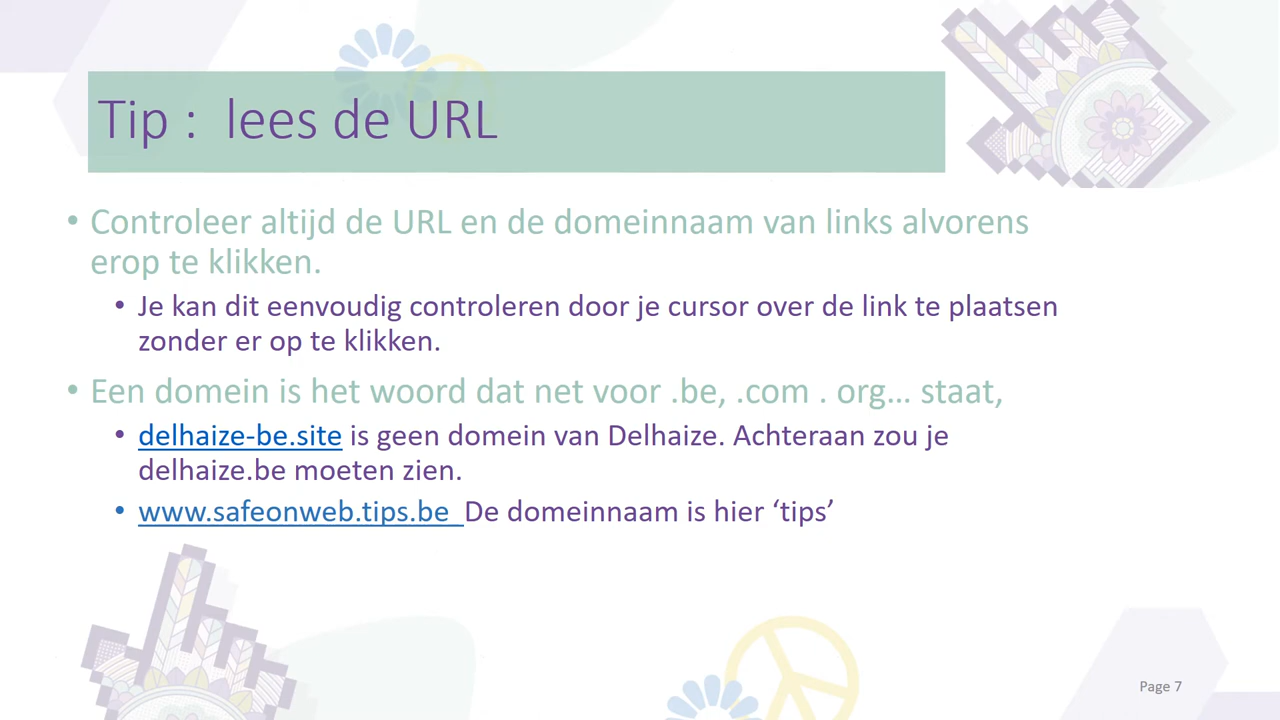 Tip :  lees de URL
• Controleer altijd de URL en de domeinnaam van links alvorens
erop te klikken.
• Je kan dit eenvoudig controleren door je cursor over de link te plaatsen
zonder er op te klikken.
• Een domein is het woord dat net voor .be, .com . org… staat,
• delhaize-be.site is geen domein van Delhaize. Achteraan zou je
delhaize.be moeten zien.
• www.safeonweb.tips.be  De domeinnaam is hier ‘tips’
Page 7